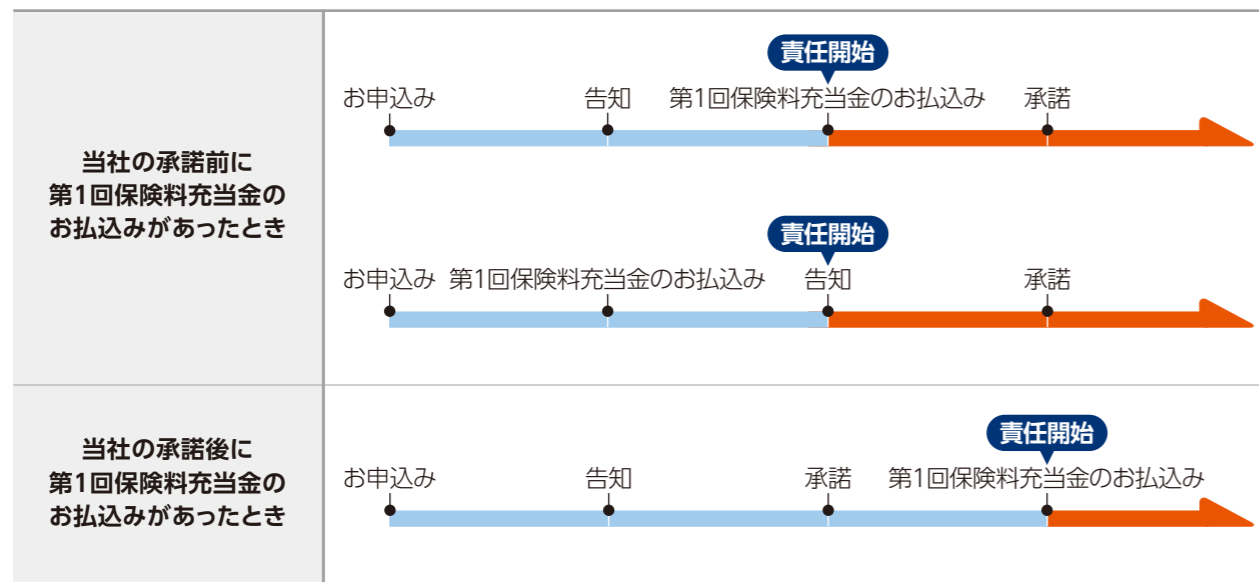 当社の承諾前に
第1回保険料充当金の
お払込みがあったとき
責任開始
お申込み 告知 第1回保険料充当金のお払込み 承諾
責任開始
お申込み 第1回保険料充当金のお払込み 告知 承諾
当社の承諾後に
第1回保険料充当金の
お払込みがあったとき
責任開始
お申込み 告知 承諾 第1回保険料充当金のお払込み